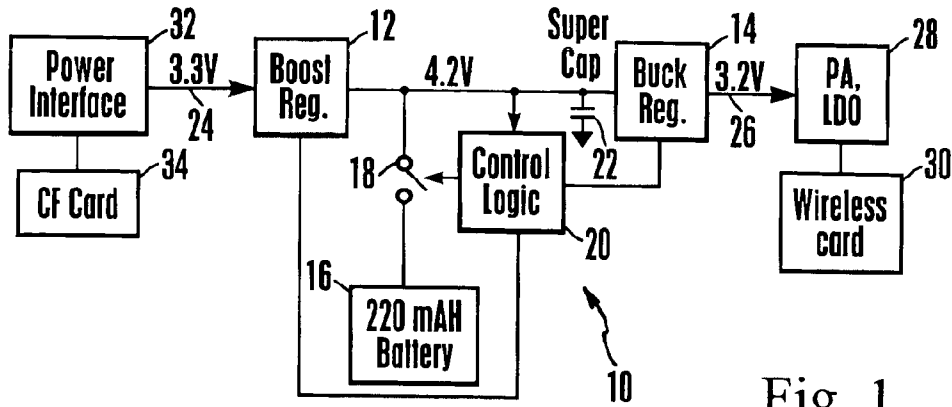 32
Power
Interface
3.3V
24
34
CF Card
12
Boost
Reg.
4.2V
18
16
220 mAH
Battery
Super
Cap
22
Control
Logic
20
14
Buck
Reg.
3.2V
26
28
PA,
LDO
30
Wireless
card
10
Fig. 1